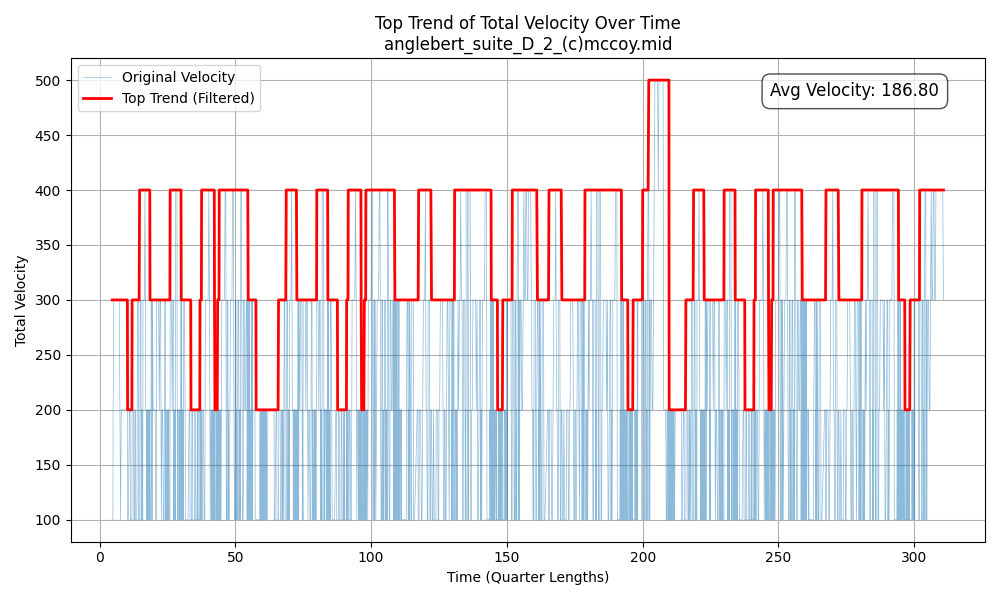 Top Trend of Total Velocity Over Time
anglebert_suite_D_2_(c)mccoy.mid
Original Velocity
Top Trend (Filtered)
Avg Velocity: 186.80
Total Velocity
500
450
400
350
300
250
200
150
100
0 50 100 150 200 250 300
Time (Quarter Lengths)